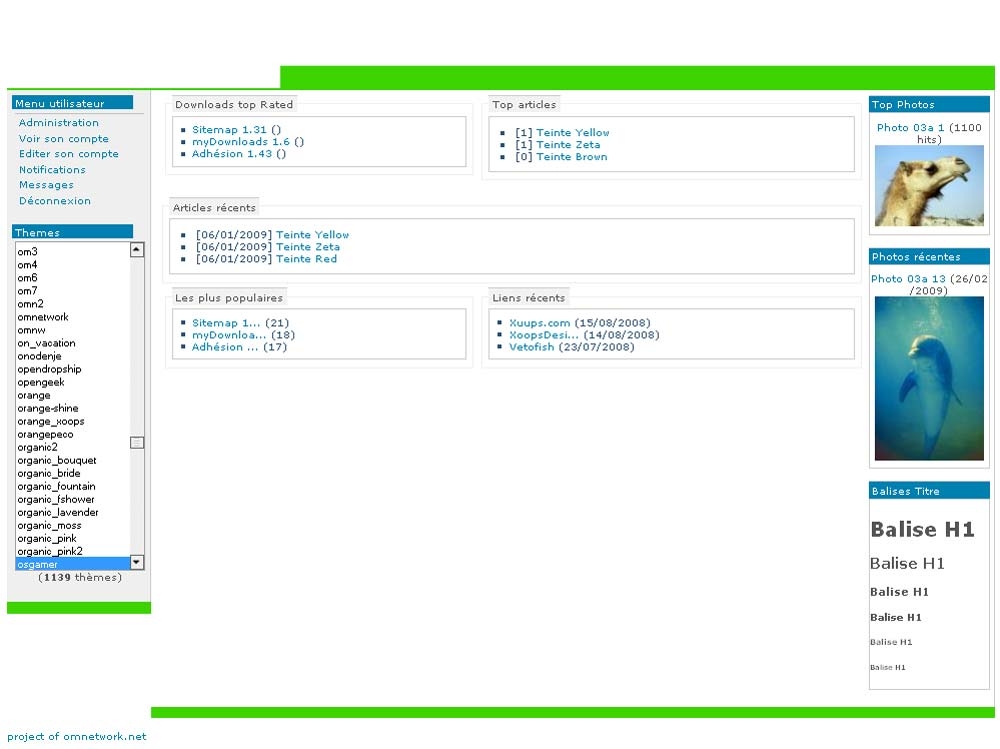 Menu utilisateur
Administration
Voir son compte
Editer son compte
Notifications
Messages
Déconnexion
Themes
om3
om4
om6
om7
omn2
omnetwork
omnw
on_vacation
onodenje
opendropship
opengeek
orange
orange-shine
orange_xoops
orangepeco
organic2
organic_bouquet
organic_bride
organic_fountain
organic_fshower
organic_lavender
organic_moss
organic_pink
organic_pink2
osgamer
(1139 thèmes)
Downloads top Rated
Sitemap 1.31 ()
myDownloads 1.6 ()
Adhésion 1.43 ()
Top articles
[1] Teinte Yellow
[1] Teinte Zeta
[0] Teinte Brown
Articles récents
[06/01/2009] Teinte Yellow
[06/01/2009] Teinte Zeta
[06/01/2009] Teinte Red
Les plus populaires
Sitemap 1... (21)
myDownloa... (18)
Adhésion ... (17)
Liens récents
Xuups.com (15/08/2008)
XoopsDesi... (14/08/2008)
Vetofish (23/07/2008)
Top Photos
Photo 03a 1 (1100
hits)
Photos récentes
Photo 03a 13 (26/02
/2009)
Balises Titre
Balise H1
Balise H1
Balise H1
Balise H1
Balise H1
Balise H1
project of omnetwork.net